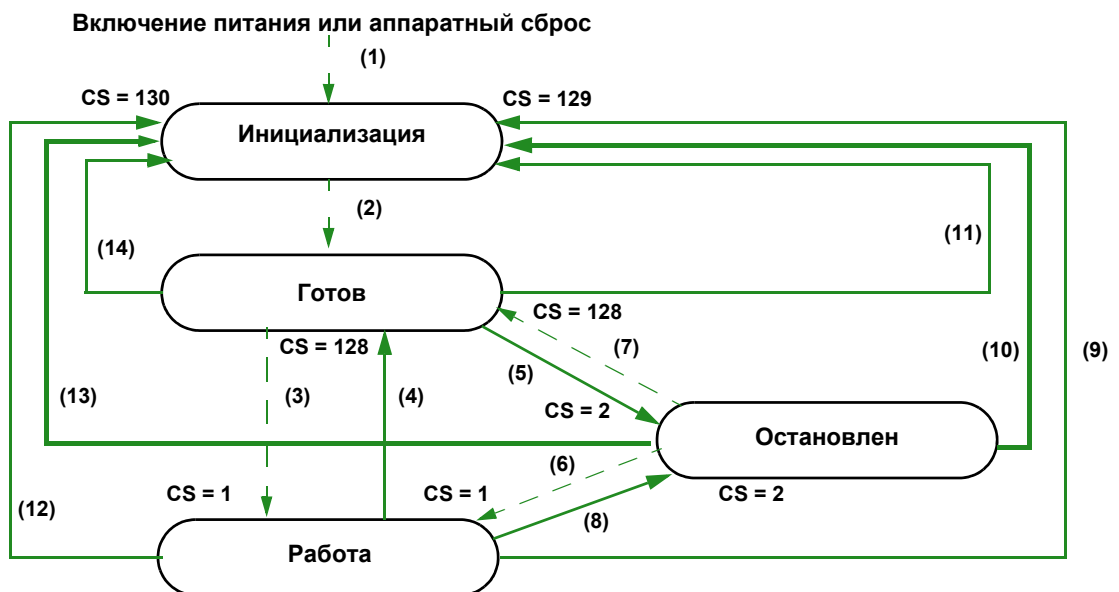 Включение питания или аппаратный сброс
(1)
CS = 130
CS = 129
Инициализация
(2)
(14)
(11)
Готов
CS = 128
CS = 128
(7)
(10)
(9)
(5)
(13)
(3)
(4)
CS = 2
Остановлен
(6)
CS = 1
CS = 1
CS = 2
(12)
(8)
Работа